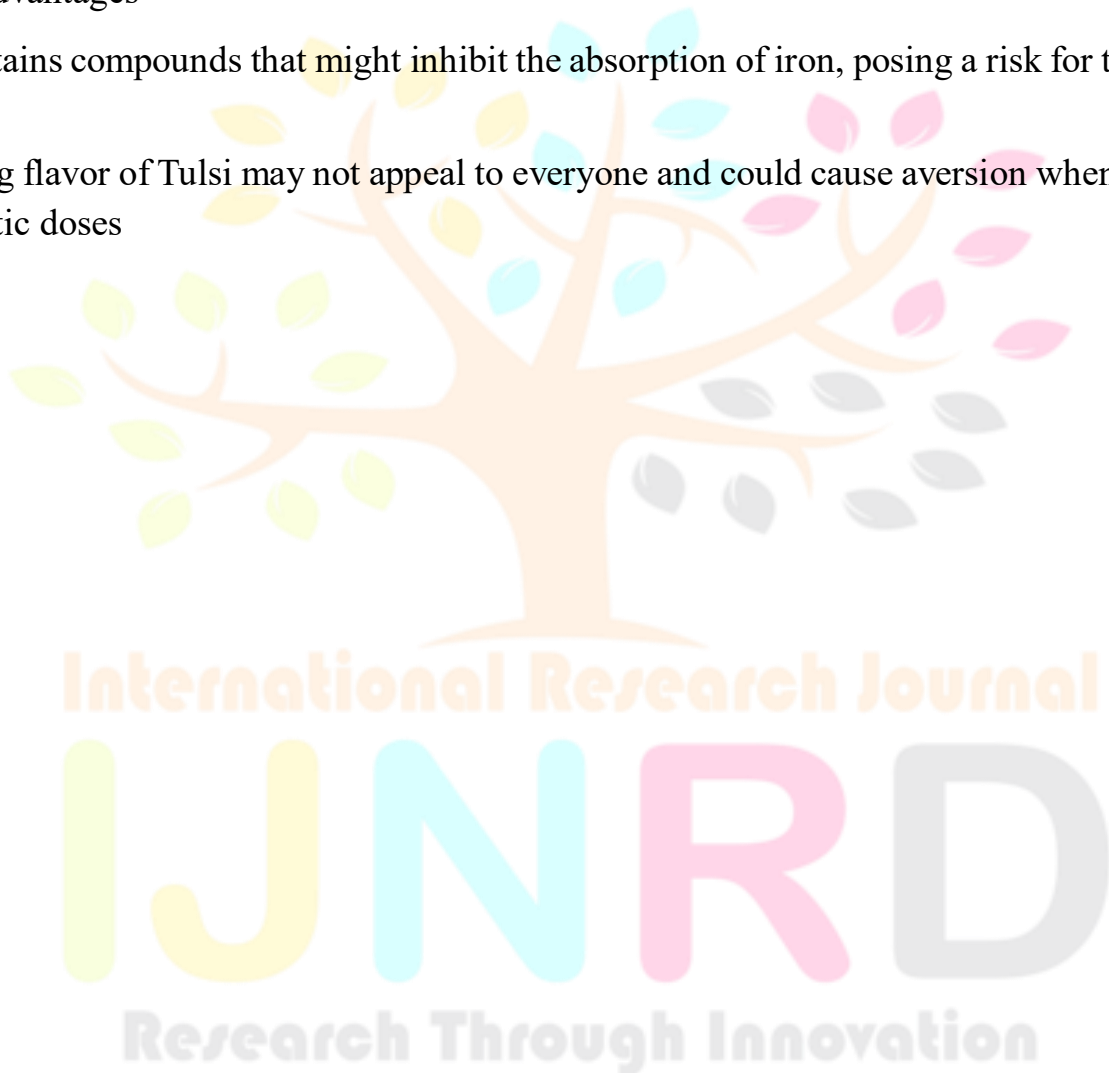 dvantages
tains compounds that might inhibit the absorption of iron, posing a risk for t
g flavor of Tulsi may not appeal to everyone and could cause aversion when
tic doses
International Research Journal
IJNRD
Research Through Innovation